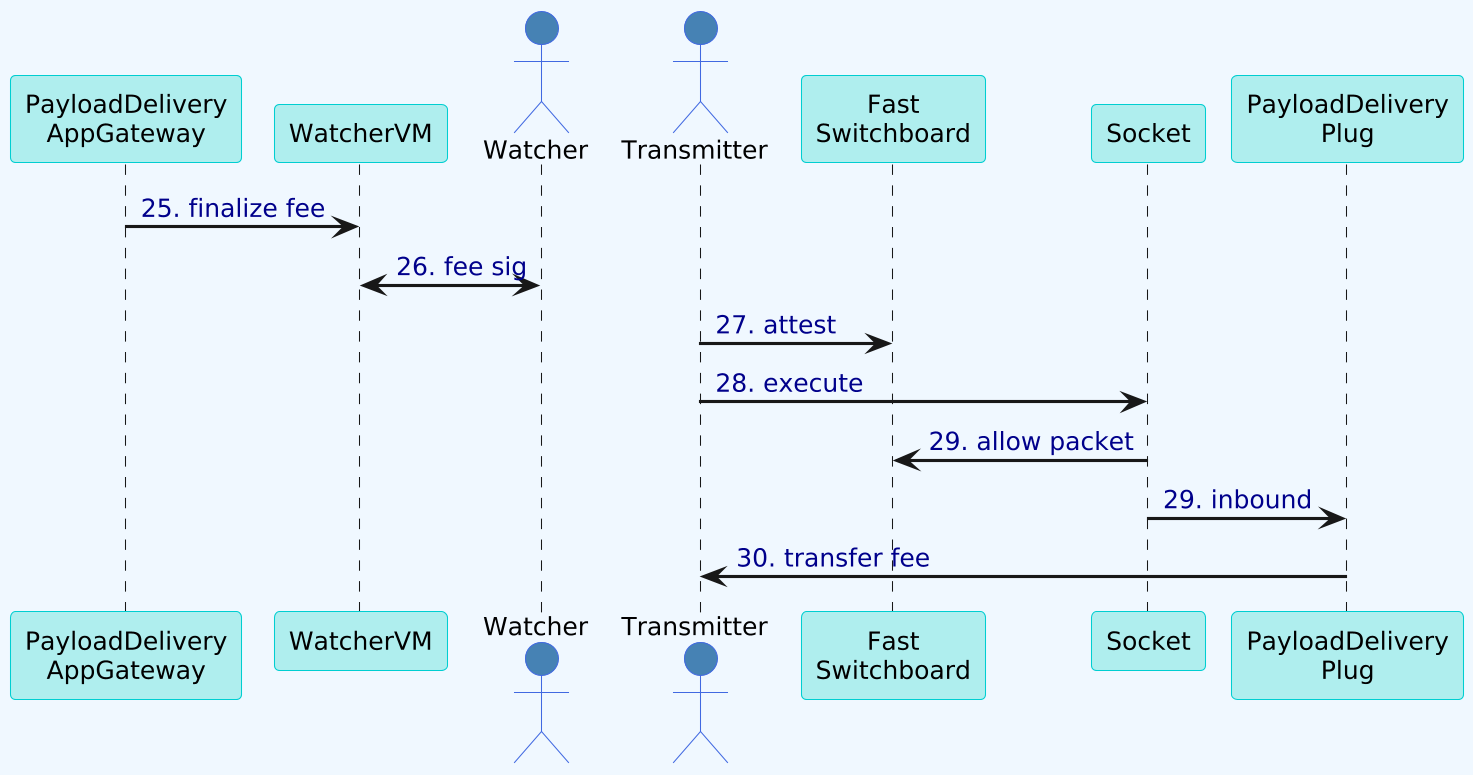 PayloadDelivery
AppGateway
WatcherVM
Watcher
Transmitter
Fast
Switchboard
Socket
PayloadDelivery
Plug
25. finalize fee
26. fee sig
27. attest
28. execute
29. allow packet
29. inbound
30. transfer fee
PayloadDelivery
AppGateway
WatcherVM
Watcher
Transmitter
Fast
Switchboard
Socket
PayloadDelivery
Plug